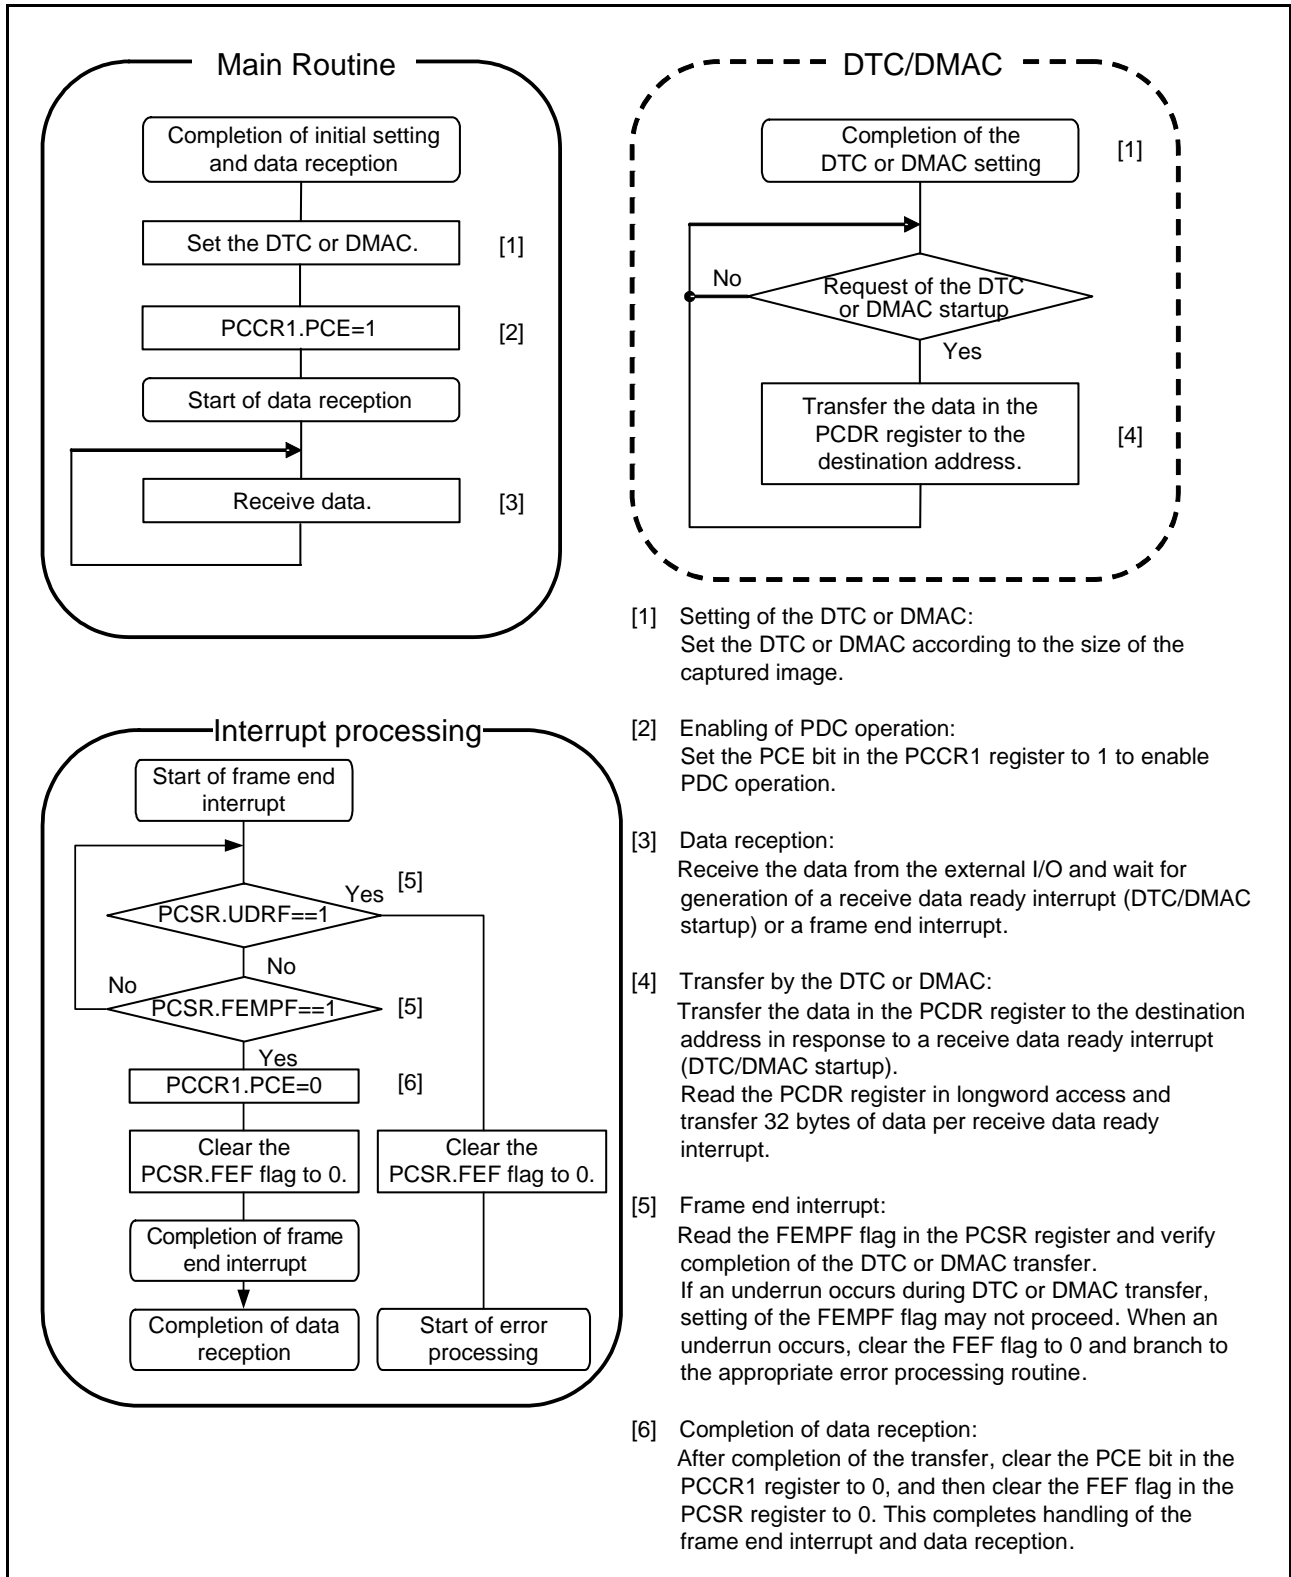 Main Routine
Completion of initial setting
and data reception
Set the DTC or DMAC.
[1]
PCCR1.PCE=1
[2]
Start of data reception
Receive data.
[3]
DTC/DMAC
Completion of the
DTC or DMAC setting
[1]
No
Request of the DTC
or DMAC startup
Yes
Transfer the data in the
PCDR register to the
destination address.
[4]
Interrupt processing
Start of frame end
interrupt
Yes
[5]
PCSR.UDRF==1
No
No
PCSR.FEMPF==1
[5]
Yes
PCCR1.PCE=0
[6]
Clear the
PCSR.FEF flag to 0.
Clear the
PCSR.FEF flag to 0.
Completion of frame
end interrupt
Completion of data
reception
Start of error
processing
[1] Setting of the DTC or DMAC:
Set the DTC or DMAC according to the size of the
captured image.
[2] Enabling of PDC operation:
Set the PCE bit in the PCCR1 register to 1 to enable
PDC operation.
[3] Data reception:
Receive the data from the external I/O and wait for
generation of a receive data ready interrupt (DTC/DMAC
startup) or a frame end interrupt.
[4] Transfer by the DTC or DMAC:
Transfer the data in the PCDR register to the destination
address in response to a receive data ready interrupt
(DTC/DMAC startup).
Read the PCDR register in longword access and
transfer 32 bytes of data per receive data ready
interrupt.
[5] Frame end interrupt:
Read the FEMPF flag in the PCSR register and verify
completion of the DTC or DMAC transfer.
If an underrun occurs during DTC or DMAC transfer,
setting of the FEMPF flag may not proceed. When an
underrun occurs, clear the FEF flag to 0 and branch to
the appropriate error processing routine.
[6] Completion of data reception:
After completion of the transfer, clear the PCE bit in the
PCCR1 register to 0, and then clear the FEF flag in the
PCSR register to 0. This completes handling of the
frame end interrupt and data reception.